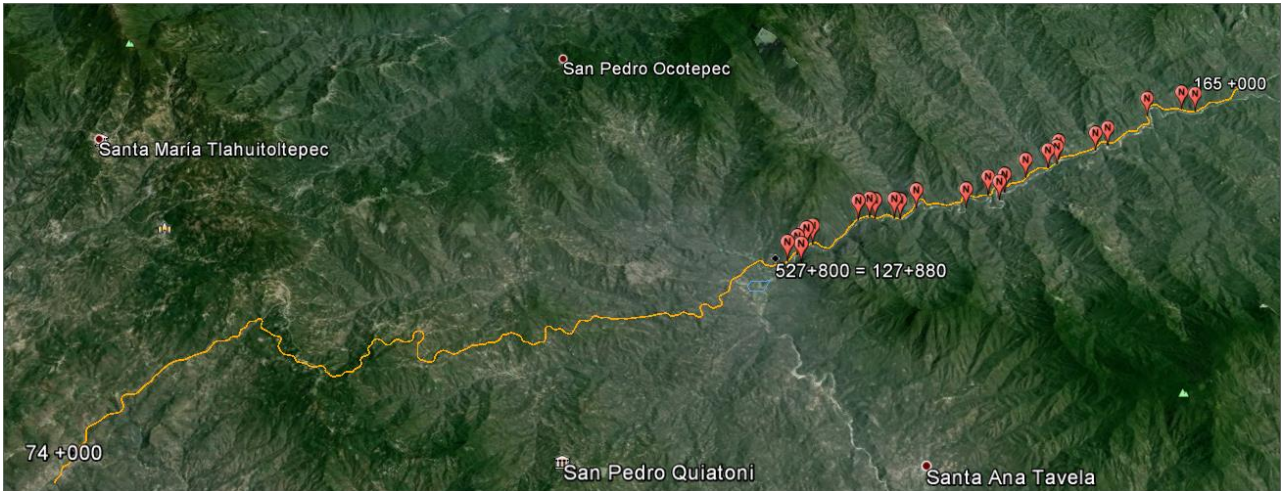 San Pedro Ocotepec
165 +000
Santa María Tlahuitoltepec
N N N N N N N N N N N N N N N N N N N N N N N
527+800 = 127+880
74 +000
San Pedro Quiatoni
Santa Ana Tavela